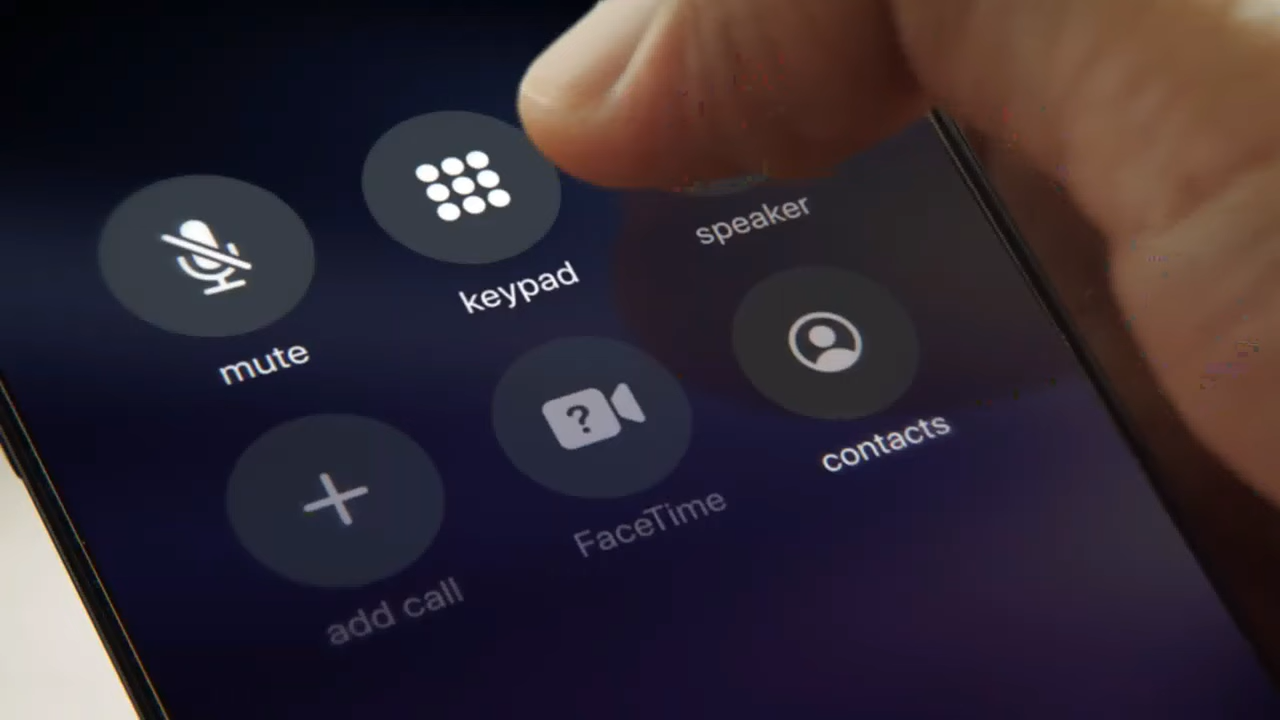 mute
keypad
speaker
add call
FaceTime
contacts